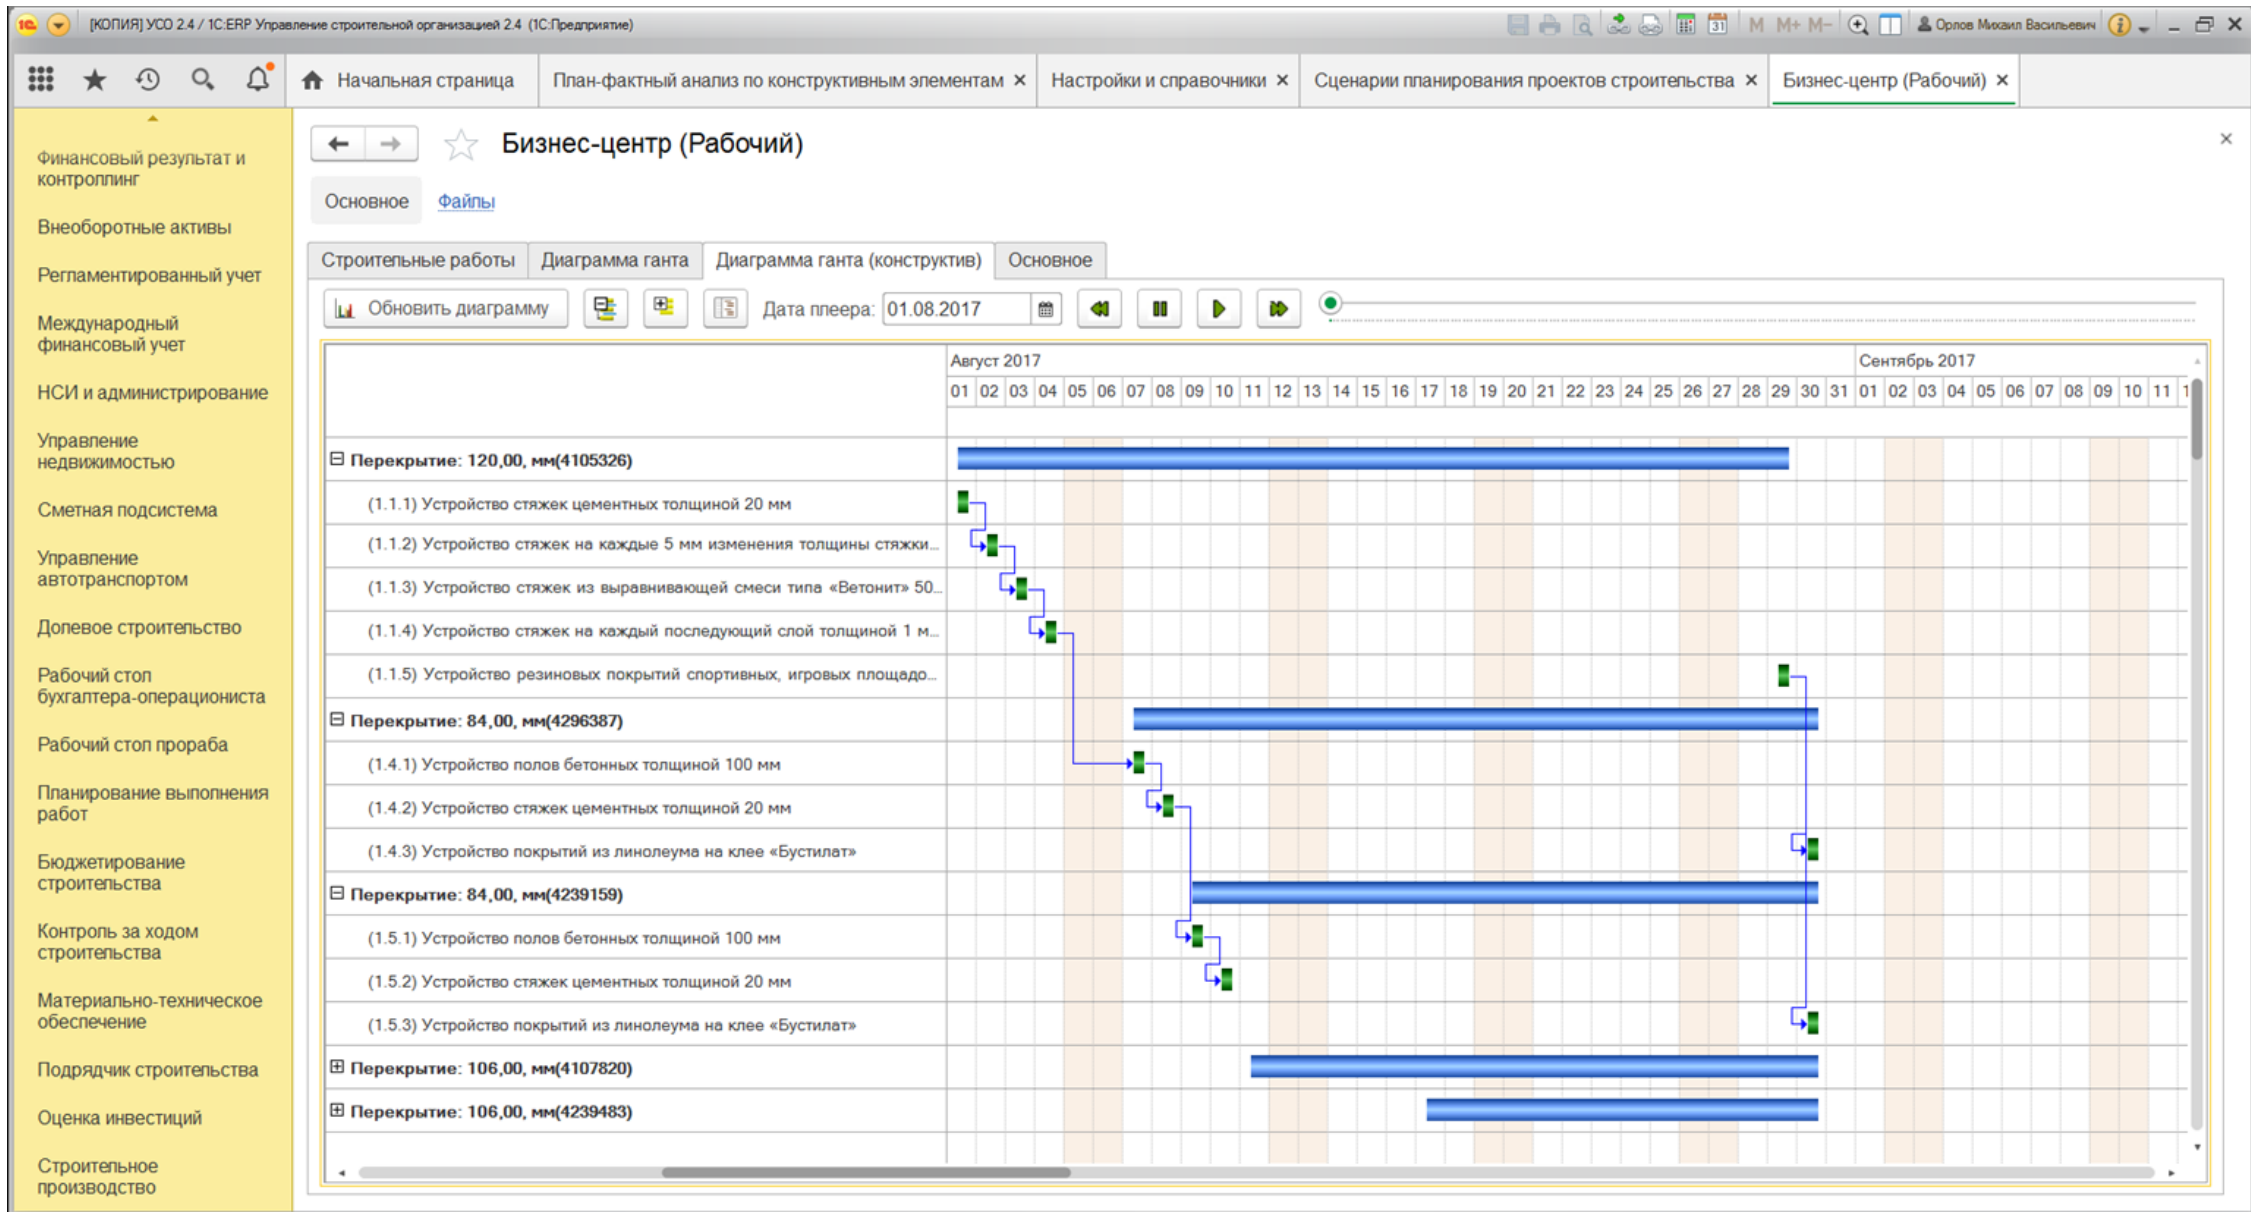 [КОПИЯ] УСО 2.4 / 1С:ERP Управление строительной организацией 2.4 (1С:Предприятие)
M M+ M- Орлов Михаил Васильевич
Начальная страница План-фактный анализ по конструктивным элементам Настройки и справочники Сценарии планирования проектов строительства Бизнес-центр (Рабочий)
Финансовый результат и
контроллинг
Внеоборотные активы
Регламентированный учет
Международный
финансовый учет
НСИ и администрирование
Управление
недвижимостью
Сметная подсистема
Управление
автотранспортом
Долевое строительство
Рабочий стол
бухгалтера-операциониста
Рабочий стол прораба
Планирование выполнения
работ
Бюджетирование
строительства
Контроль за ходом
строительства
Материально-техническое
обеспечение
Подрядчик строительства
Оценка инвестиций
Строительное
производство
Бизнес-центр (Рабочий)
Основное Файлы
Строительные работы Диаграмма ганта Диаграмма ганта (конструктив) Основное
Обновить диаграмму Дата плеера: 01.08.2017
Август 2017 Сентябрь 2017
01 02 03 04 05 06 07 08 09 10 11 12 13 14 15 16 17 18 19 20 21 22 23 24 25 26 27 28 29 30 31 01 02 03 04 05 06 07 08 09 10 11 1
Перекрытие: 120,00, мм(4105326)
(1.1.1) Устройство стяжек цементных толщиной 20 мм
(1.1.2) Устройство стяжек на каждые 5 мм изменения толщины стяжки...
(1.1.3) Устройство стяжек из выравнивающей смеси типа «Ветонит» 50...
(1.1.4) Устройство стяжек на каждый последующий слой толщиной 1 м...
(1.1.5) Устройство резиновых покрытий спортивных, игровых площадо...
Перекрытие: 84,00, мм(4296387)
(1.4.1) Устройство полов бетонных толщиной 100 мм
(1.4.2) Устройство стяжек цементных толщиной 20 мм
(1.4.3) Устройство покрытий из линолеума на клее «Бустилат»
Перекрытие: 84,00, мм(4239159)
(1.5.1) Устройство полов бетонных толщиной 100 мм
(1.5.2) Устройство стяжек цементных толщиной 20 мм
(1.5.3) Устройство покрытий из линолеума на клее «Бустилат»
Перекрытие: 106,00, мм(4107820)
Перекрытие: 106,00, мм(4239483)